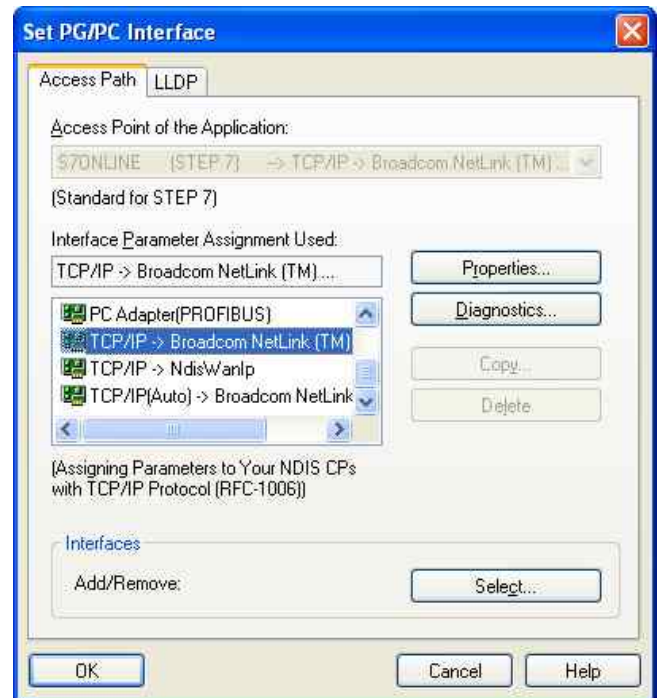 Set PG/PC Interface
Access Path
LLDP
Access Point of the Application:
S7ONLINE (STEP 7) --> TCP/IP -> Broadcom NetLink (TM) ...
(Standard for STEP 7)
Interface Parameter Assignment Used:
TCP/IP -> Broadcom NetLink (TM)....
Properties...
PC Adapter(PROFIBUS)
Diagnostics...
TCP/IP -> Broadcom NetLink (TM)
TCP/IP -> NdisWanIp
Copy...
TCP/IP(Auto) -> Broadcom NetLink
Delete
(Assigning Parameters to Your NDIS CPs
with TCP/IP Protocol (RFC-1006))
Interfaces
Add/Remove:
Select...
OK
Cancel
Help